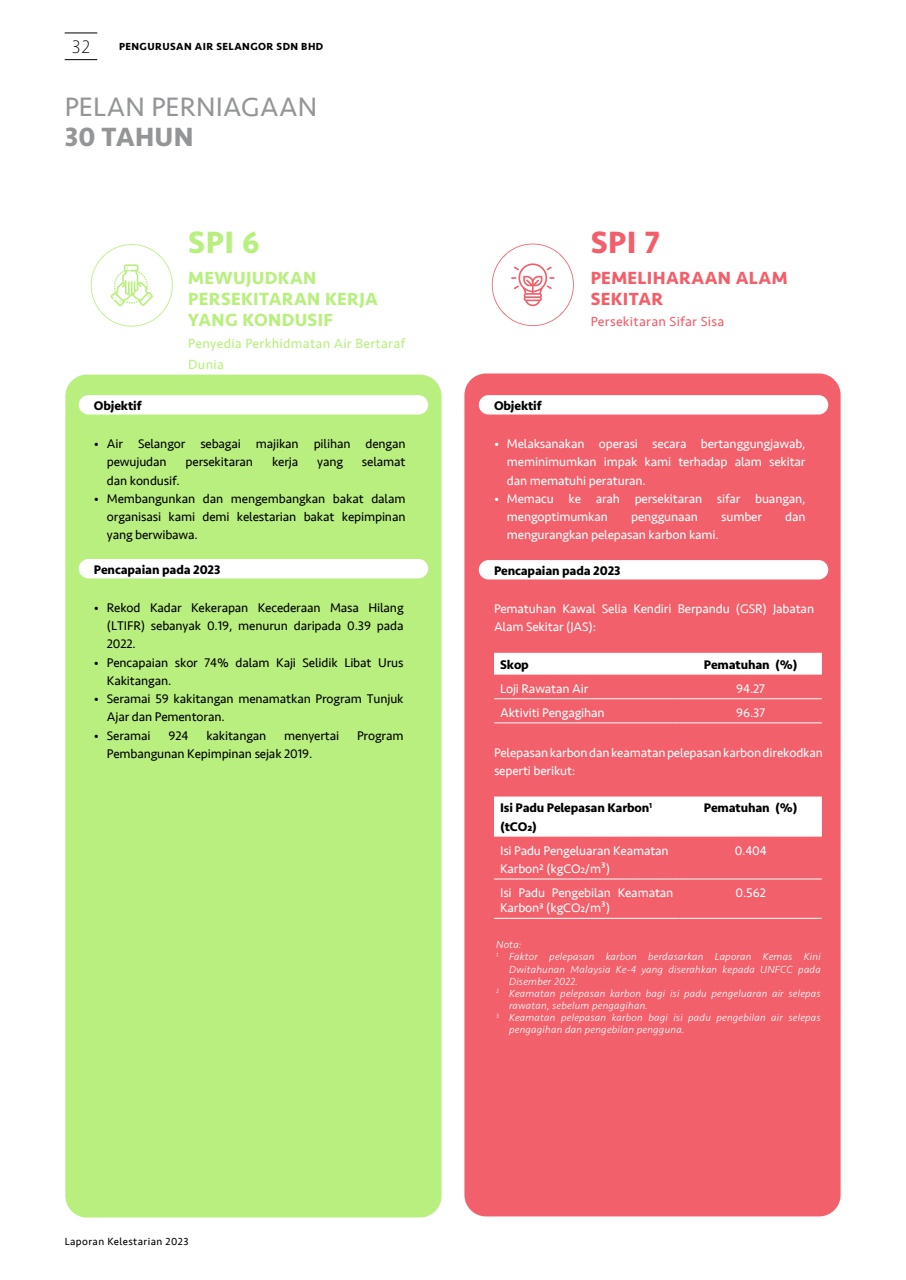 32
PENGURUSAN AIR SELANGOR SDN BHD
PELAN PERNIAGAAN
30 TAHUN
SPI 6
MEWUJUDKAN
PERSEKITARAN KERJA
YANG KONDUSIF
Penyedia Perkhidmatan Air Bertaraf
Dunia
Objektif
• Air Selangor sebagai majikan pilihan dengan
pewujudan persekitaran kerja yang selamat
dan kondusif.
• Membangunkan dan mengembangkan bakat dalam
organisasi kami demi kelestarian bakat kepimpinan
yang berwibawa.
Pencapaian pada 2023
• Rekod Kadar Kekerapan Kecederaan Masa Hilang
(LTIFR) sebanyak 0.19, menurun daripada 0.39 pada
2022.
• Pencapaian skor 74% dalam Kaji Selidik Libat Urus
Kakitangan.
• Seramai 59 kakitangan menamatkan Program Tunjuk
Ajar dan Pementoran.
• Seramai 924 kakitangan menyertai Program
Pembangunan Kepimpinan sejak 2019.
SPI 7
PEMELIHARAAN ALAM
SEKITAR
Persekitaran Sifar Sisa
Objektif
• Melaksanakan operasi secara bertanggungjawab,
meminimumkan impak kami terhadap alam sekitar
dan mematuhi peraturan.
• Memacu ke arah persekitaran sifar buangan,
mengoptimumkan penggunaan sumber dan
mengurangkan pelepasan karbon kami.
Pencapaian pada 2023
Pematuhan Kawal Selia Kendiri Berpandu (GSR) Jabatan
Alam Sekitar (JAS):
Skop Pematuhan (%)
Loji Rawatan Air 94.27
Aktiviti Pengagihan 96.37
Pelepasan karbon dan keamatan pelepasan karbon direkodkan
seperti berikut:
Isi Padu Pelepasan Karbon¹ Pematuhan (%)
(tCO₂)
Isi Padu Pengeluaran Keamatan 0.404
Karbon² (kgCO₂/m³)
Isi Padu Pengebilan Keamatan 0.562
Karbon³ (kgCO₂/m³)
Nota:
¹ Faktor pelepasan karbon berdasarkan Laporan Kemas Kini
Dwitahunan Malaysia Ke-4 yang diserahkan kepada UNFCC pada
Disember 2022.
² Keamatan pelepasan karbon bagi isi padu pengeluaran air selepas
rawatan, sebelum pengagihan.
³ Keamatan pelepasan karbon bagi isi padu pengebilan air selepas
pengagihan dan pengebilan pengguna.
Laporan Kelestarian 2023